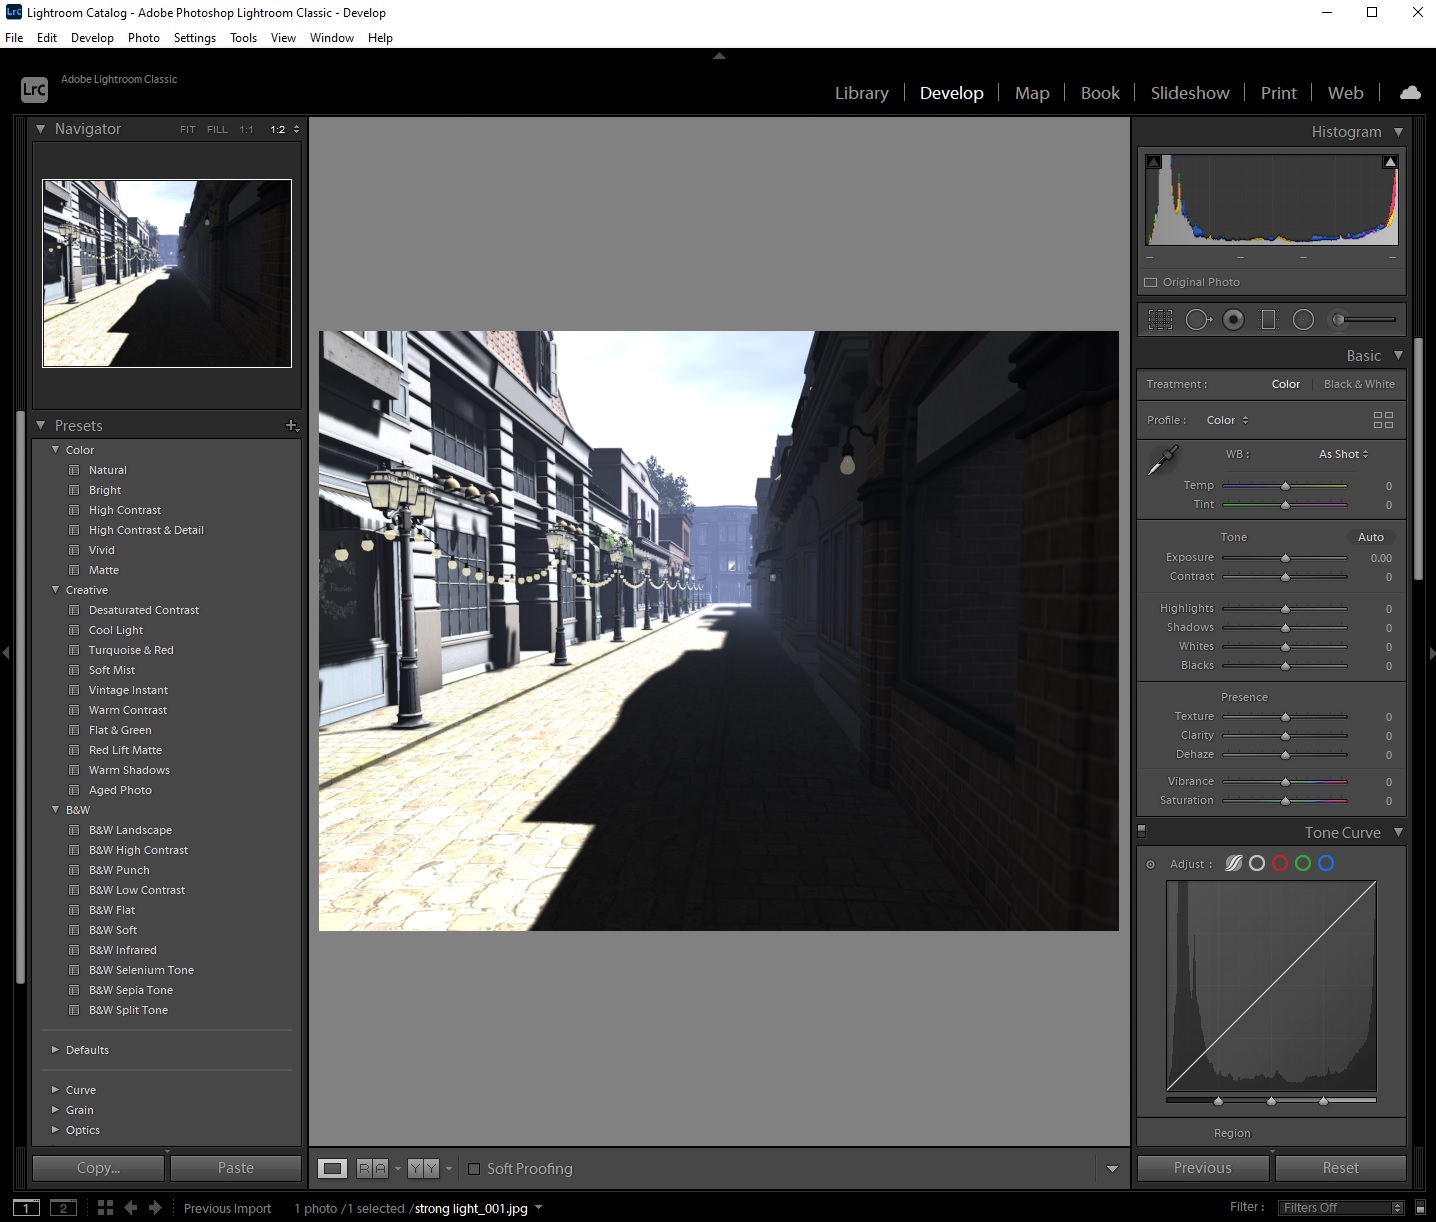 Lrc Lightroom Catalog - Adobe Photoshop Lightroom Classic - Develop
File Edit Develop Photo Settings Tools View Window Help
LrC Adobe Lightroom Classic
Library Develop Map Book Slideshow Print Web
Navigator FIT FILL 1:1 1:2
Presets
Color
Natural
Bright
High Contrast
High Contrast & Detail
Vivid
Matte
Creative
Desaturated Contrast
Cool Light
Turquoise & Red
Soft Mist
Vintage Instant
Warm Contrast
Flat & Green
Red Lift Matte
Warm Shadows
Aged Photo
B&W
B&W Landscape
B&W High Contrast
B&W Punch
B&W Low Contrast
B&W Flat
B&W Soft
B&W Infrared
B&W Selenium Tone
B&W Sepia Tone
B&W Split Tone
Defaults
Curve
Grain
Optics
Copy... Paste
R A Y Y Soft Proofing
Histogram
Original Photo
Basic
Treatment : Color Black & White
Profile : Color
WB : As Shot
Temp 0
Tint 0
Tone Auto
Exposure 0.00
Contrast 0
Highlights 0
Shadows 0
Whites 0
Blacks 0
Presence
Texture 0
Clarity 0
Dehaze 0
Vibrance 0
Saturation 0
Tone Curve
Adjust :
Region
Previous Reset
1 2 Previous Import 1 photo / 1 selected / strong light_001.jpg Filter : Filters Off